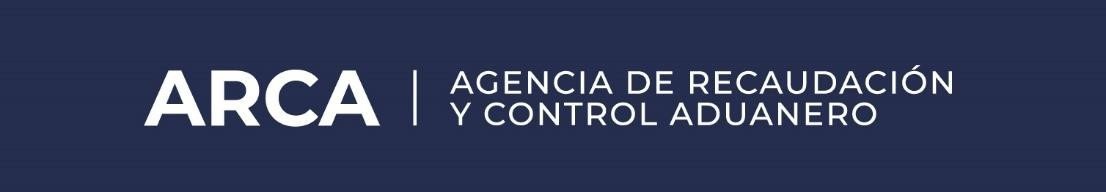 ARCA
AGENCIA DE RECAUDACIÓN
Y CONTROL ADUANERO